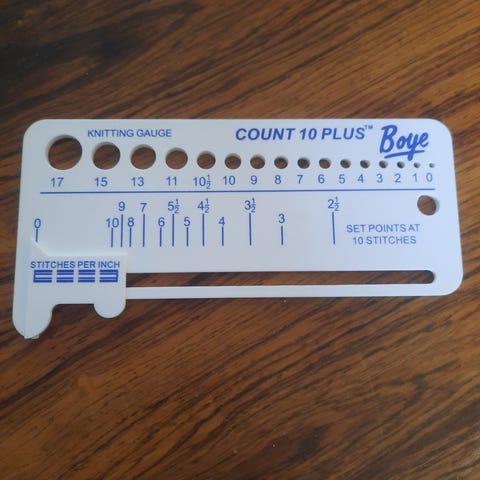 KNITTING GAUGE COUNT 10 PLUS™ Boye
17 15 13 11 10½ 10 9 8 7 6 5 4 3 2 1 0
9 7 5½ 4½ 3½ 2½
0 10 8 6 5 4 3
SET POINTS AT
10 STITCHES
STITCHES PER INCH